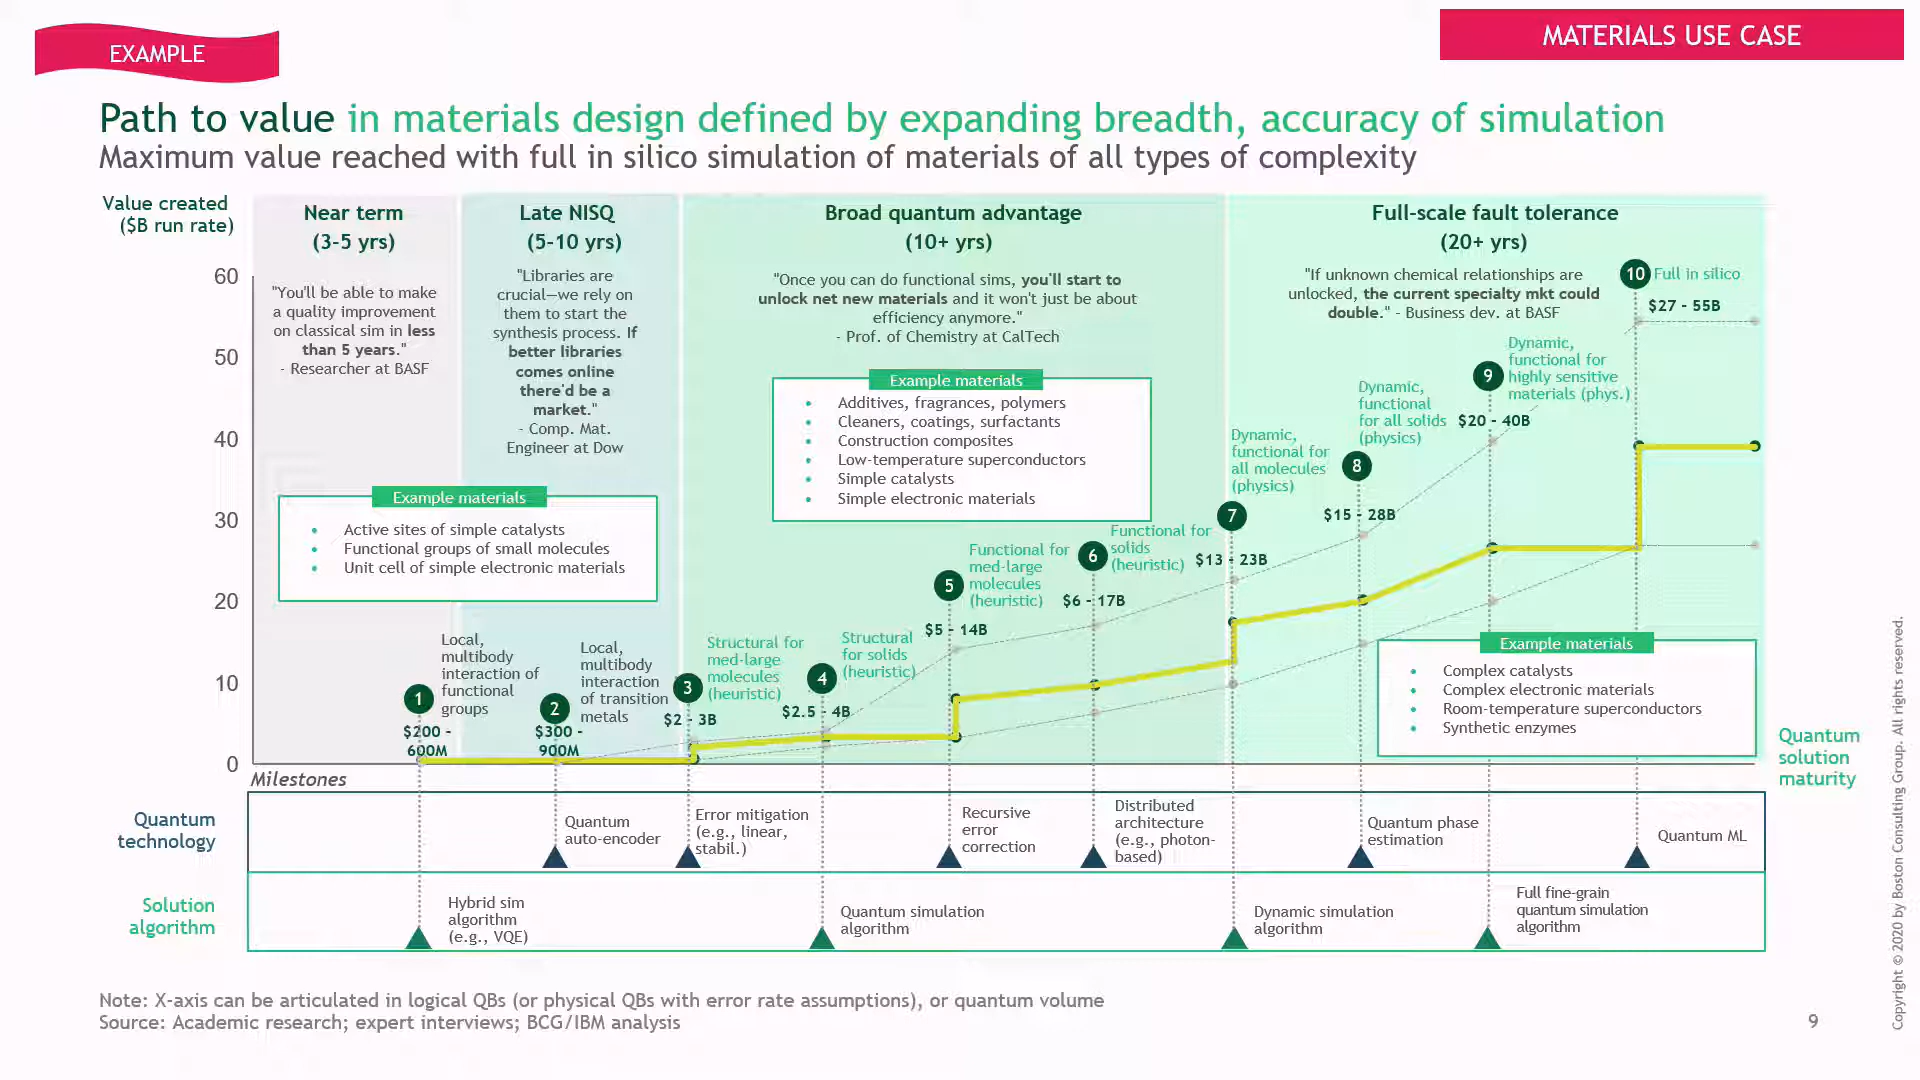 EXAMPLE
MATERIALS USE CASE
Path to value in materials design defined by expanding breadth, accuracy of simulation
Maximum value reached with full in silico simulation of materials of all types of complexity
Value created
($B run rate)
60
50
40
30
20
10
0
Near term
(3-5 yrs)
"You'll be able to make
a quality improvement
on classical sim in less
than 5 years."
- Researcher at BASF
Late NISQ
(5-10 yrs)
"Libraries are
crucial—we rely on
them to start the
synthesis process. If
better libraries
comes online
there'd be a
market."
- Comp. Mat.
Engineer at Dow
Example materials
• Active sites of simple catalysts
• Functional groups of small molecules
• Unit cell of simple electronic materials
Broad quantum advantage
(10+ yrs)
"Once you can do functional sims, you'll start to
unlock net new materials and it won't just be about
efficiency anymore."
- Prof. of Chemistry at CalTech
Example materials
• Additives, fragrances, polymers
• Cleaners, coatings, surfactants
• Construction composites
• Low-temperature superconductors
• Simple catalysts
• Simple electronic materials
Full-scale fault tolerance
(20+ yrs)
"If unknown chemical relationships are
unlocked, the current specialty mkt could
double." - Business dev. at BASF
Example materials
• Complex catalysts
• Complex electronic materials
• Room-temperature superconductors
• Synthetic enzymes
1
Local,
multibody
interaction of
functional
groups
$200 -
600M
2
Local,
multibody
interaction
of transition
metals
$300 -
900M
3
Structural for
med-large
molecules
(heuristic)
$2 - 3B
4
Structural
for solids
(heuristic)
$2.5 - 4B
5
Functional for
med-large
molecules
(heuristic)
$5 - 14B
6
Functional for
solids
(heuristic)
$6 - 17B
7
Dynamic,
functional for
all molecules
(physics)
$13 - 23B
8
Dynamic,
functional
for all solids
(physics)
$15 - 28B
9
Dynamic,
functional for
highly sensitive
materials (phys.)
$20 - 40B
10
Full in silico
$27 - 55B
Quantum
solution
maturity
Milestones
Quantum
technology
Quantum
auto-encoder
Error mitigation
(e.g., linear,
stabil.)
Recursive
error
correction
Distributed
architecture
(e.g., photon-
based)
Quantum phase
estimation
Quantum ML
Solution
algorithm
Hybrid sim
algorithm
(e.g., VQE)
Quantum simulation
algorithm
Dynamic simulation
algorithm
Full fine-grain
quantum simulation
algorithm
Note: X-axis can be articulated in logical QBs (or physical QBs with error rate assumptions), or quantum volume
Source: Academic research; expert interviews; BCG/IBM analysis
9
Copyright © 2020 by Boston Consulting Group. All rights reserved.